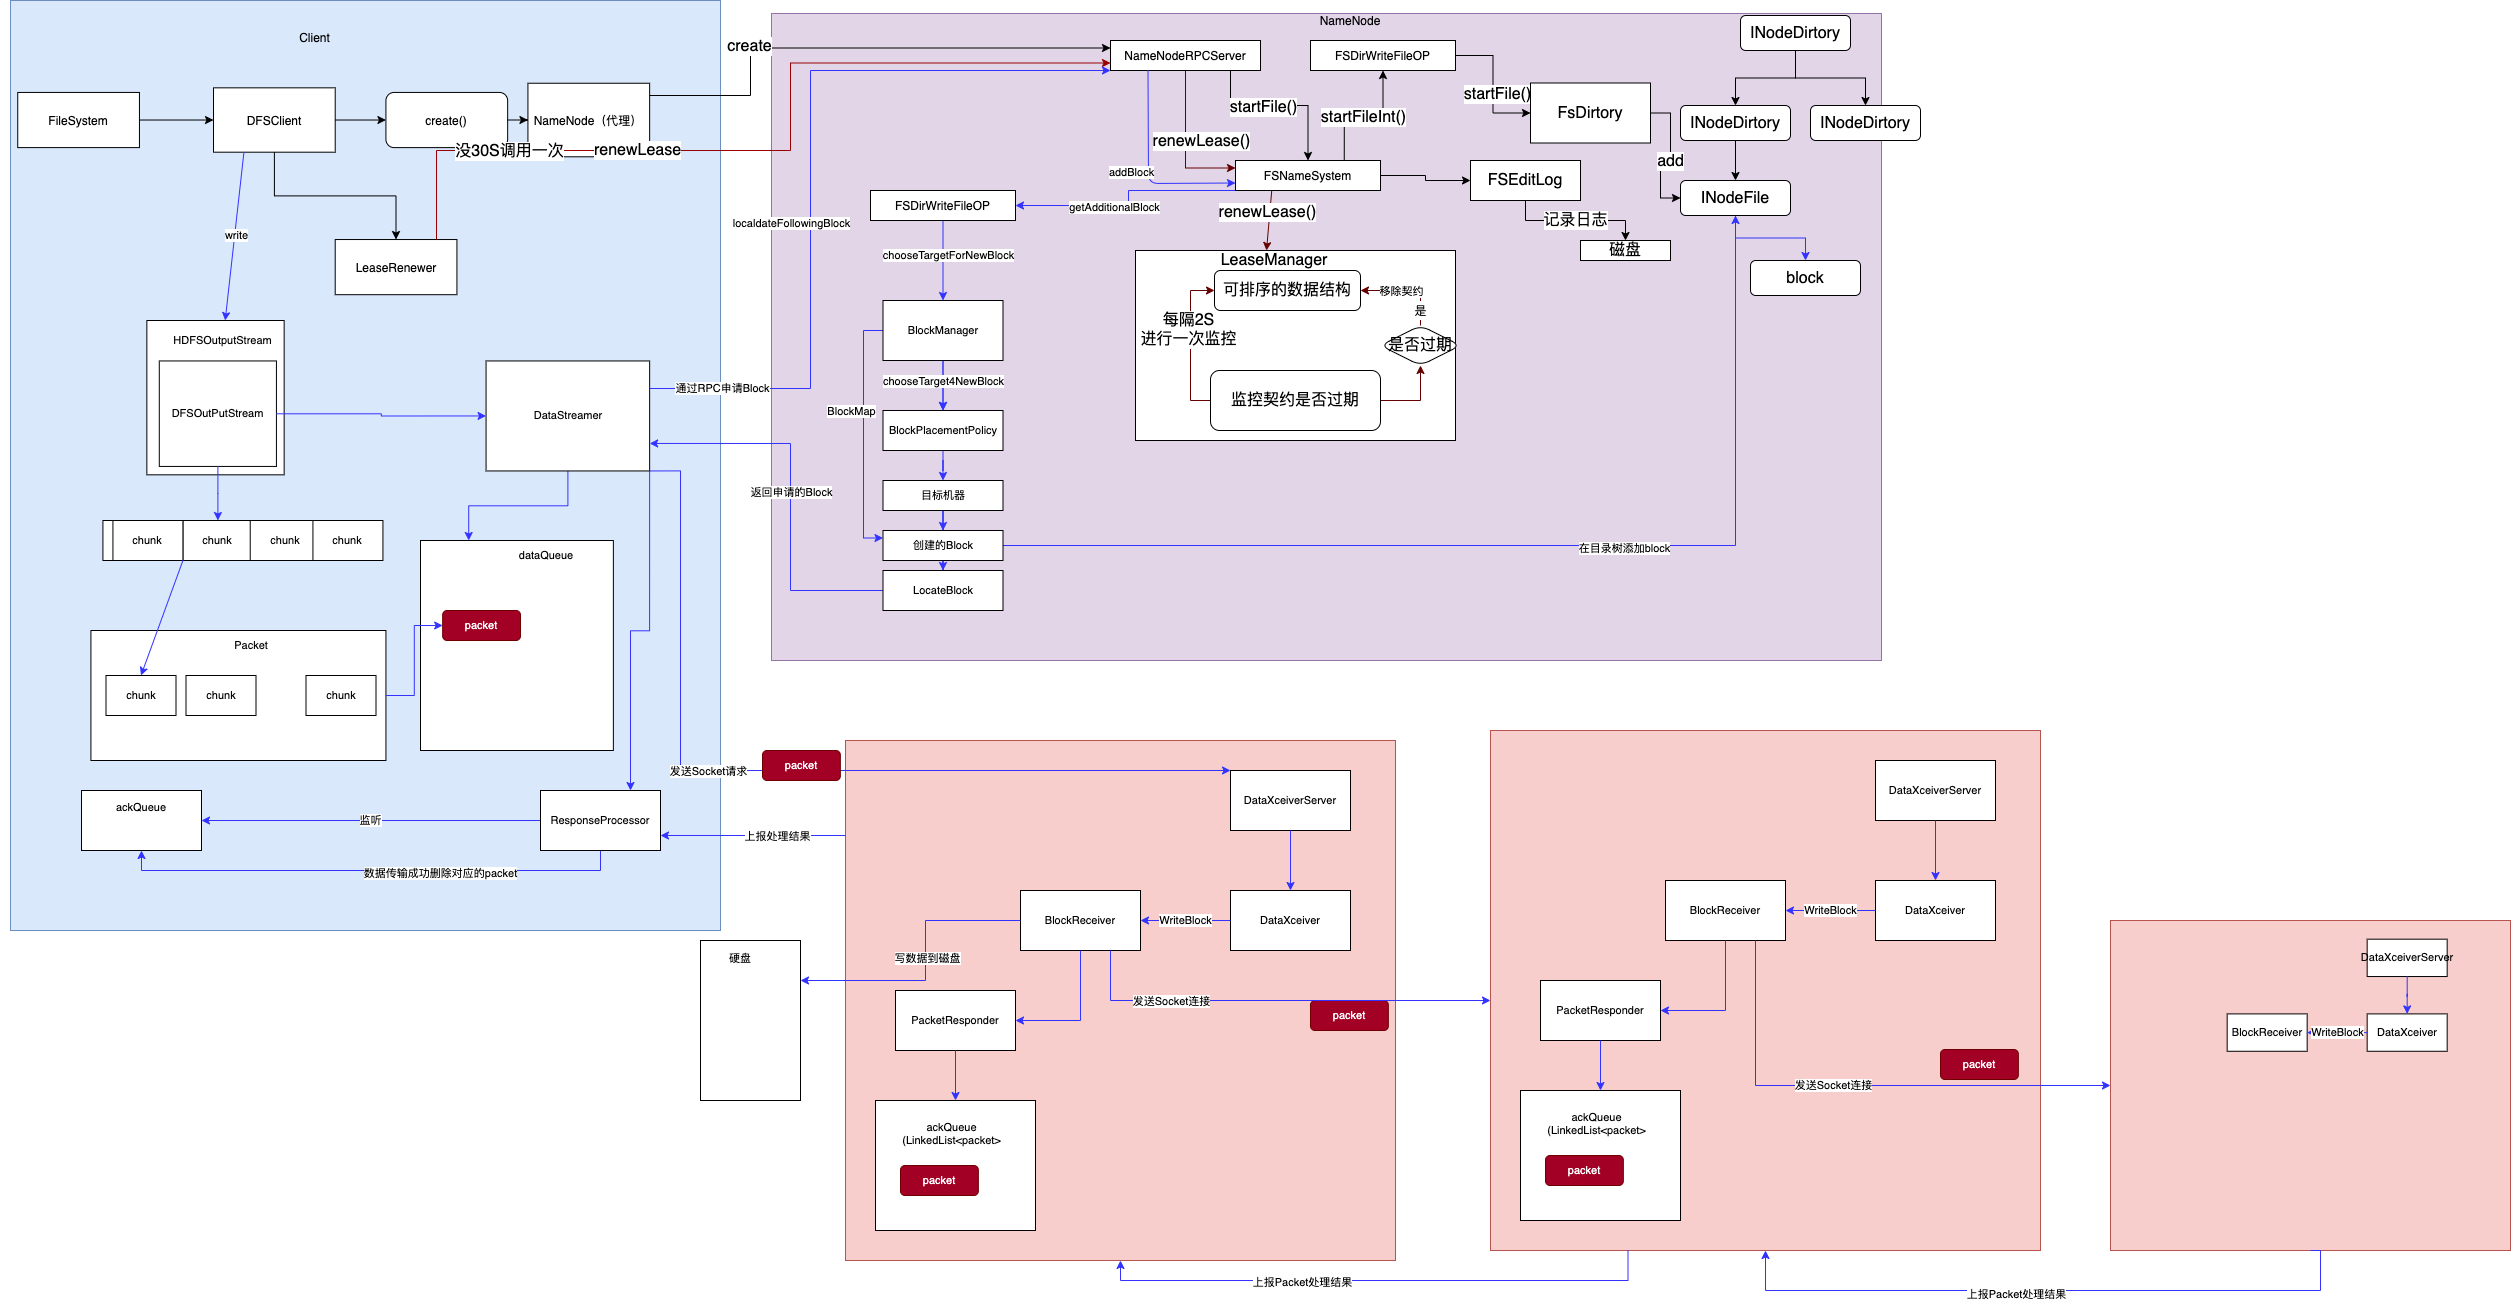 Client
FileSystem
DFSClient
create()
NameNode（代理）
没30S调用一次
renewLease
write
LeaseRenewer
HDFSOutputStream
DFSOutPutStream
DataStreamer
chunk
chunk
chunk
chunk
dataQueue
packet
Packet
chunk
chunk
chunk
ackQueue
监听
ResponseProcessor
数据传输成功删除对应的packet
create
localdateFollowingBlock
通过RPC申请Block
返回申请的Block
发送Socket请求
packet
上报处理结果
NameNode
NameNodeRPCServer
FSDirWriteFileOP
startFile()
startFileInt()
startFile()
FsDirtory
add
INodeDirtory
INodeDirtory
INodeDirtory
INodeFile
block
renewLease()
addBlock
FSNameSystem
FSEditLog
记录日志
磁盘
FSDirWriteFileOP
getAdditionalBlock
renewLease()
chooseTargetForNewBlock
LeaseManager
可排序的数据结构
移除契约
是
每隔2S
进行一次监控
是否过期
监控契约是否过期
BlockManager
chooseTarget4NewBlock
BlockMap
BlockPlacementPolicy
目标机器
创建的Block
在目录树添加block
LocateBlock
DataXceiverServer
BlockReceiver
WriteBlock
DataXceiver
硬盘
写数据到磁盘
PacketResponder
发送Socket连接
packet
ackQueue
(LinkedList<packet>
packet
DataXceiverServer
BlockReceiver
WriteBlock
DataXceiver
PacketResponder
packet
发送Socket连接
ackQueue
(LinkedList<packet>
packet
DataXceiverServer
BlockReceiver
WriteBlock
DataXceiver
上报Packet处理结果
上报Packet处理结果